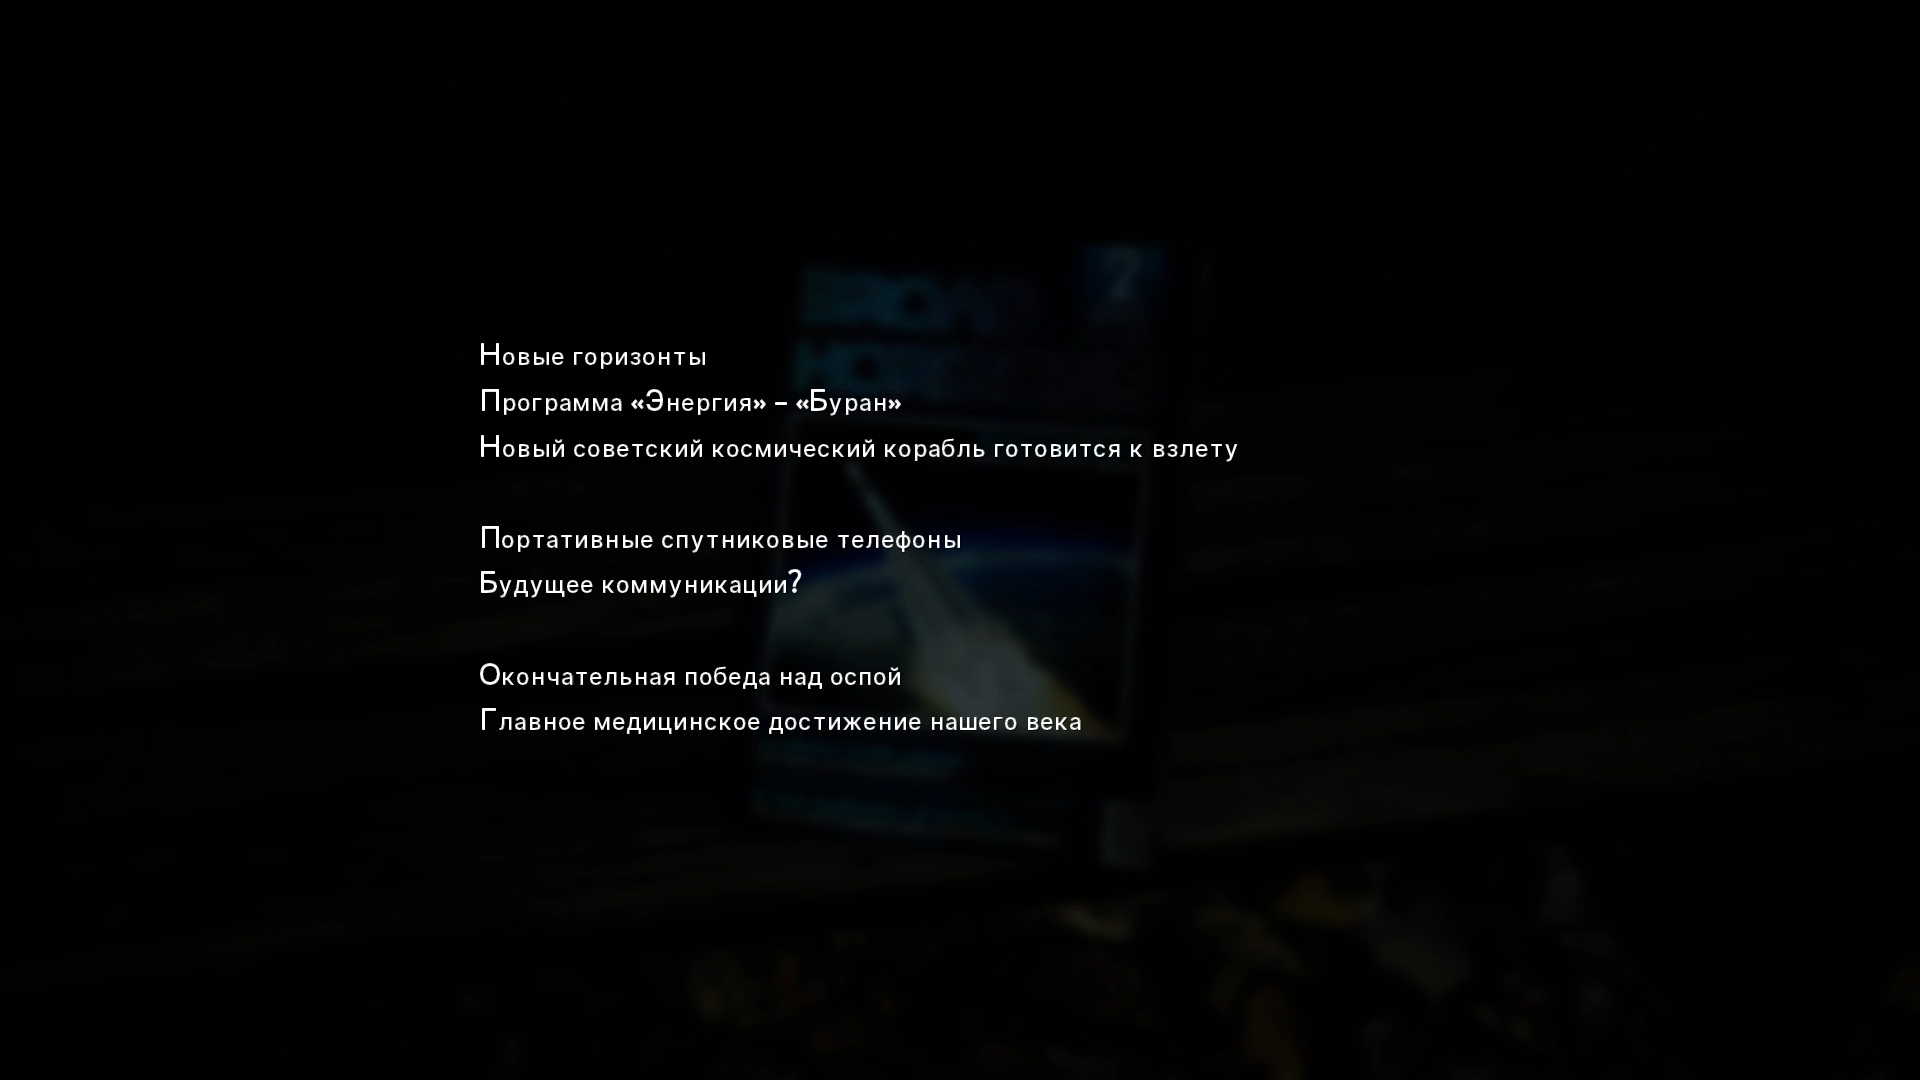 Новые горизонты
Программа «Энергия» – «Буран»
Новый советский космический корабль готовится к взлету
Портативные спутниковые телефоны
Будущее коммуникации?
Окончательная победа над оспой
Главное медицинское достижение нашего века